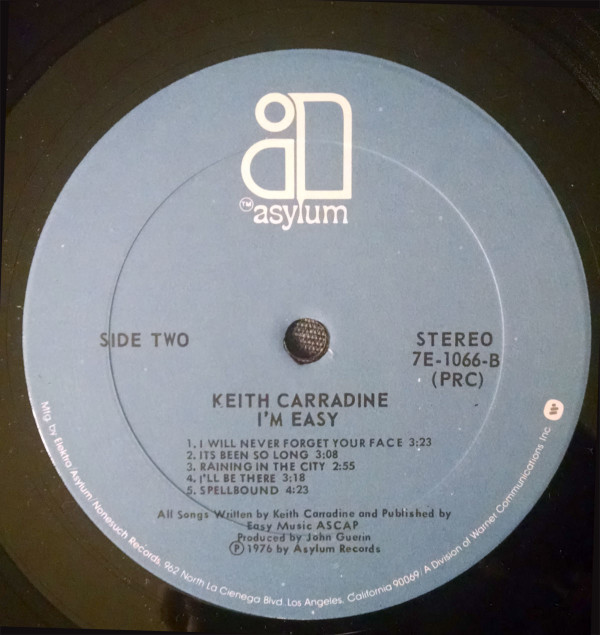 TM asylum
SIDE TWO
STEREO
7E-1066-B
(PRC)
KEITH CARRADINE
I'M EASY
1. I WILL NEVER FORGET YOUR FACE 3:23
2. ITS BEEN SO LONG 3:08
3. RAINING IN THE CITY 2:55
4. I'LL BE THERE 3:18
5. SPELLBOUND 4:23
All Songs Written by Keith Carradine and Published by
Easy Music ASCAP
Produced by John Guerin
Ⓟ 1976 by Asylum Records
Mfg by Elektra/Asylum/Nonesuch Records, 962 North La Cienega Blvd. Los Angeles, California 90069/A Division of Warner Communications Inc